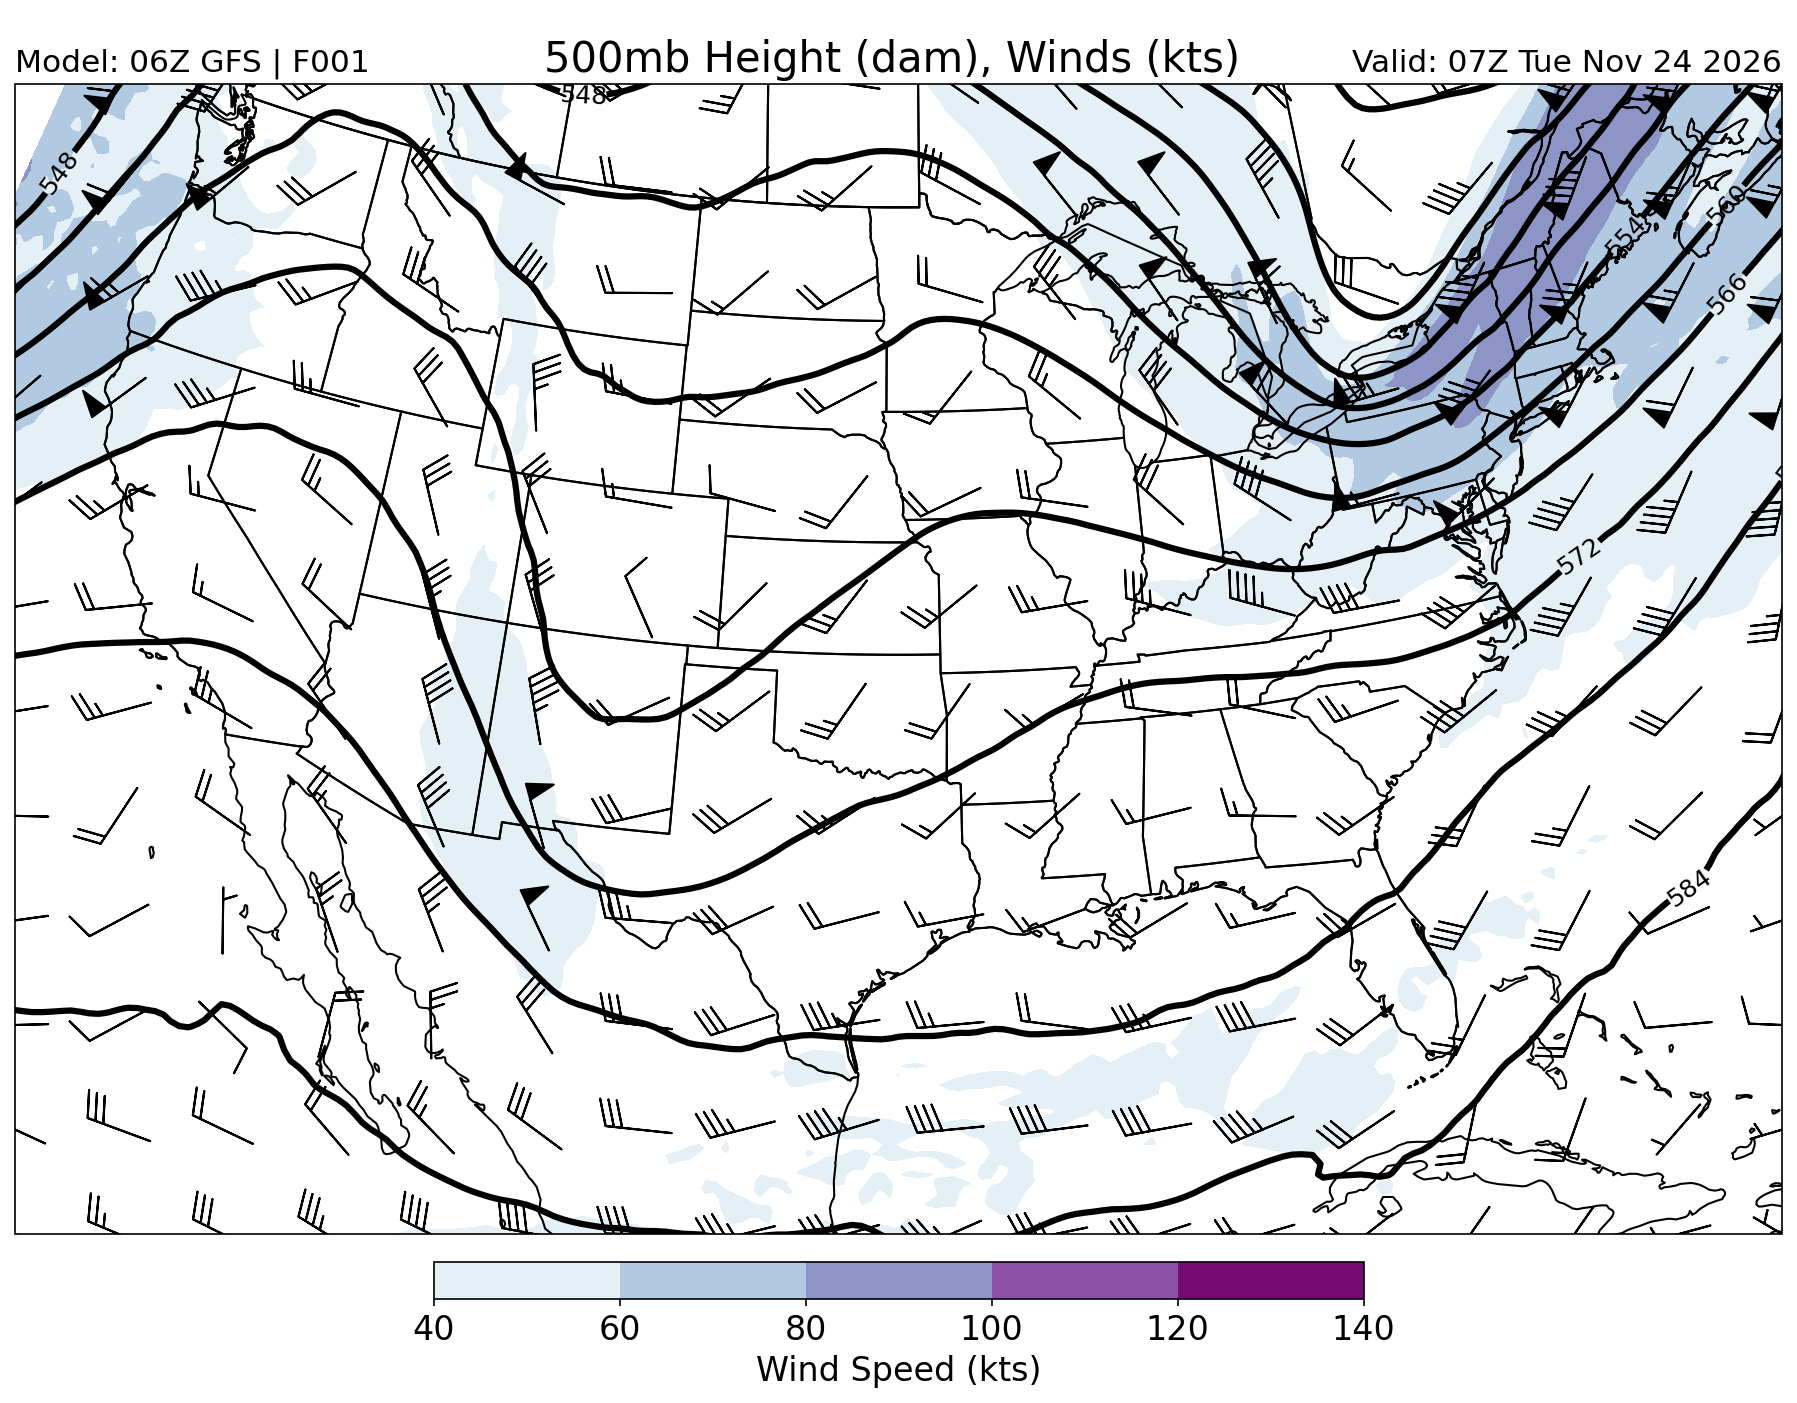 Model: 06Z GFS | F001
500mb Height (dam), Winds (kts)
Valid: 07Z Tue Nov 24 2026
548
548
554
560
566
572
584
40 60 80 100 120 140
Wind Speed (kts)